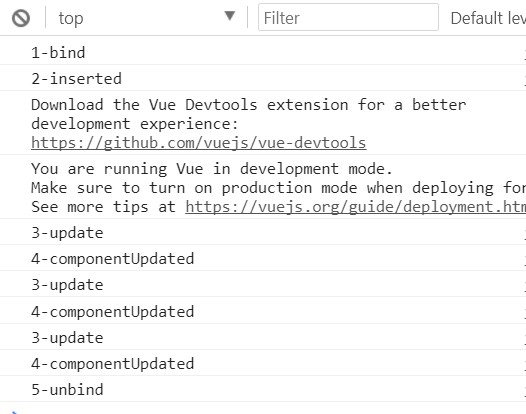 top
Filter
Default lev
1-bind
2-inserted
Download the Vue Devtools extension for a better
development experience:
https://github.com/vuejs/vue-devtools
You are running Vue in development mode.
Make sure to turn on production mode when deploying for
See more tips at https://vuejs.org/guide/deployment.htm
3-update
4-componentUpdated
3-update
4-componentUpdated
3-update
4-componentUpdated
5-unbind